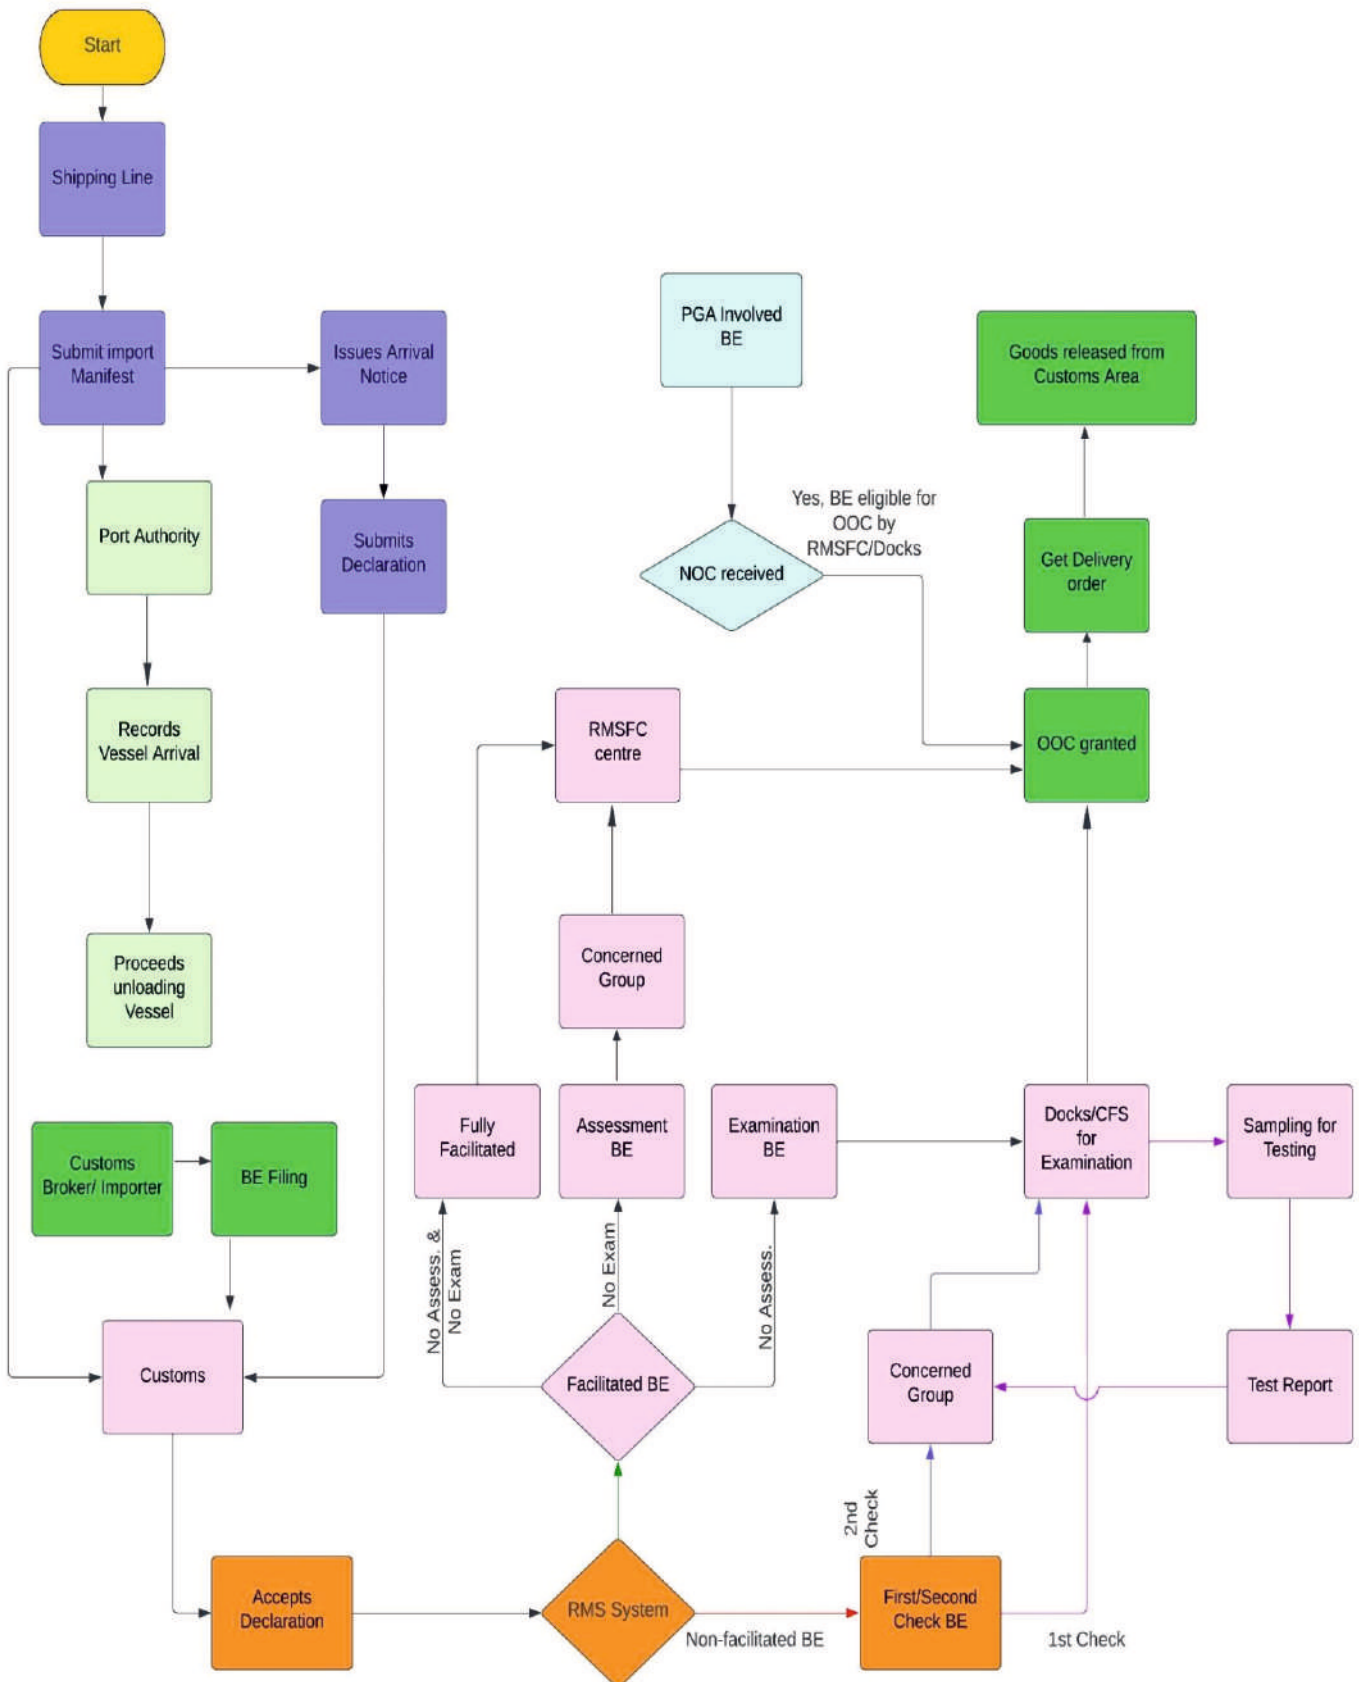 Start
Shipping Line
Submit import
Manifest
Issues Arrival
Notice
PGA Involved
BE
Goods released from
Customs Area
Port Authority
Submits
Declaration
Yes, BE eligible for
OOC by
RMSFC/Docks
NOC received
Get Delivery
order
Records
Vessel Arrival
RMSFC
centre
OOC granted
Proceeds
unloading
Vessel
Concerned
Group
Customs
Broker/ Importer
BE Filing
Fully
Facilitated
Assessment
BE
Examination
BE
Docks/CFS
for
Examination
Sampling for
Testing
No Assess. &
No Exam
No Exam
No Assess.
Customs
Facilitated BE
Concerned
Group
Test Report
2nd
Check
Accepts
Declaration
RMS System
Non-facilitated BE
First/Second
Check BE
1st Check